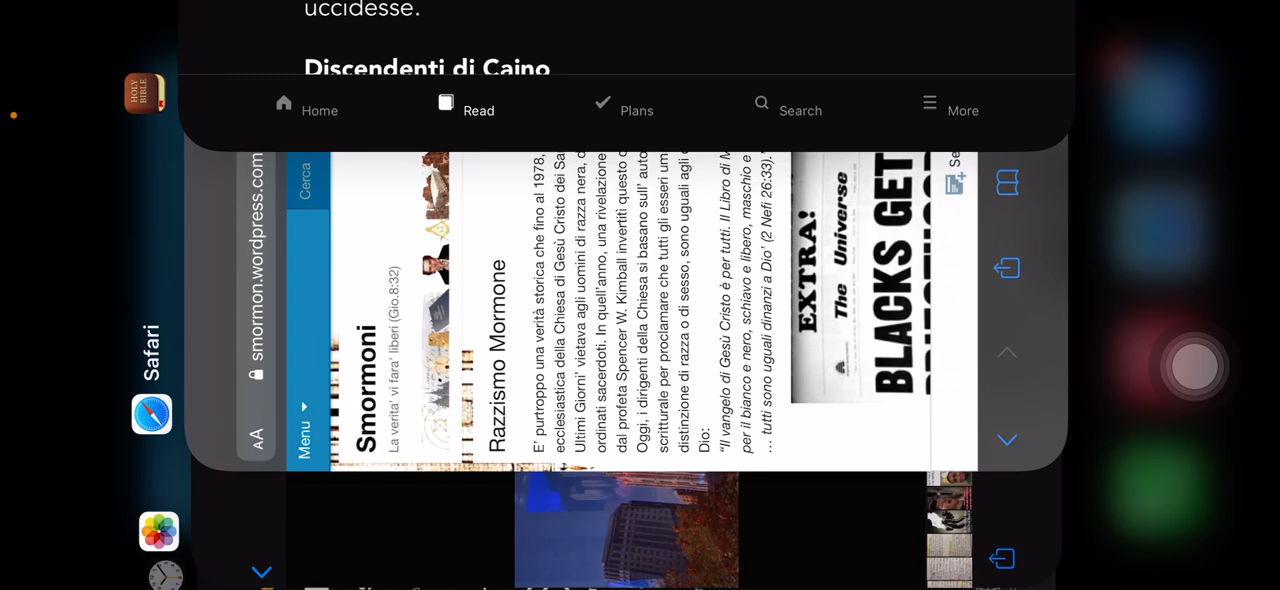 uccidesse.
Discendenti di Caino
Home
Read
Plans
Search
More
HOLY BIBLE
Safari
AA
smormon.wordpress.com
Menu
Cerca
Smormoni
La verita' vi fara' liberi (Gio.8:32)
Razzismo Mormone
E' purtroppo una verità storica che fino al 1978,
ecclesiastica della Chiesa di Gesù Cristo dei Sa
Ultimi Giorni' vietava agli uomini di razza nera, d
ordinati sacerdoti. In quell'anno, una rivelazione
dal profeta Spencer W. Kimball invertiti questo
Oggi, i dirigenti della Chiesa si basano sull' auto
scritturale per proclamare che tutti gli esseri um
distinzione di razza o di sesso, sono uguali agli
Dio:
"Il vangelo di Gesù Cristo è per tutti. Il Libro di M
per il bianco e nero, schiavo e libero, maschio e
… tutti sono uguali dinanzi a Dio' (2 Nefi 26:33)."
EXTRA!
The Universe
BLACKS GET
Se